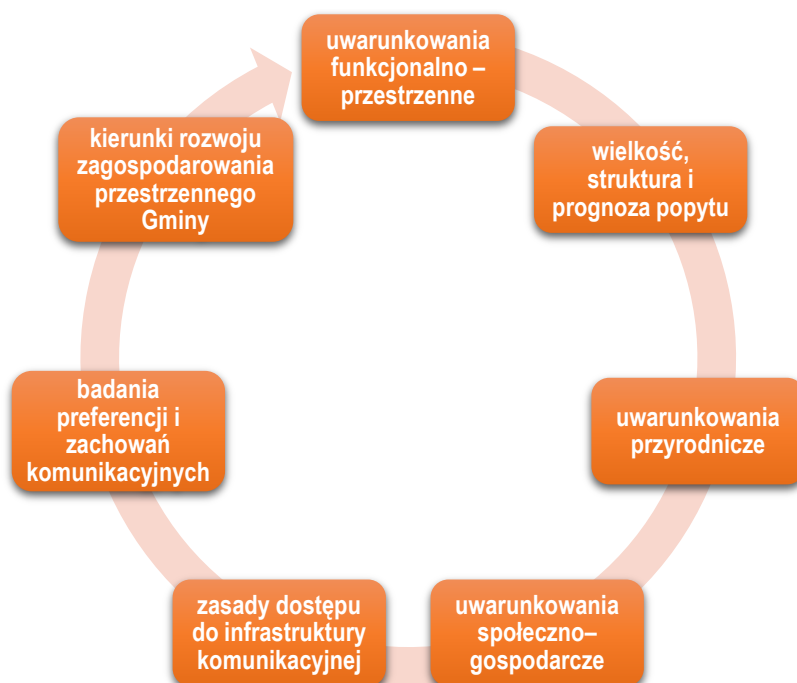 uwarunkowania
funkcjonalno –
przestrzenne
wielkość,
struktura i
prognoza popytu
uwarunkowania
przyrodnicze
uwarunkowania
społeczno–
gospodarcze
zasady dostępu
do infrastruktury
komunikacyjnej
badania
preferencji i
zachowań
komunikacyjnych
kierunki rozwoju
zagospodarowania
przestrzennego
Gminy